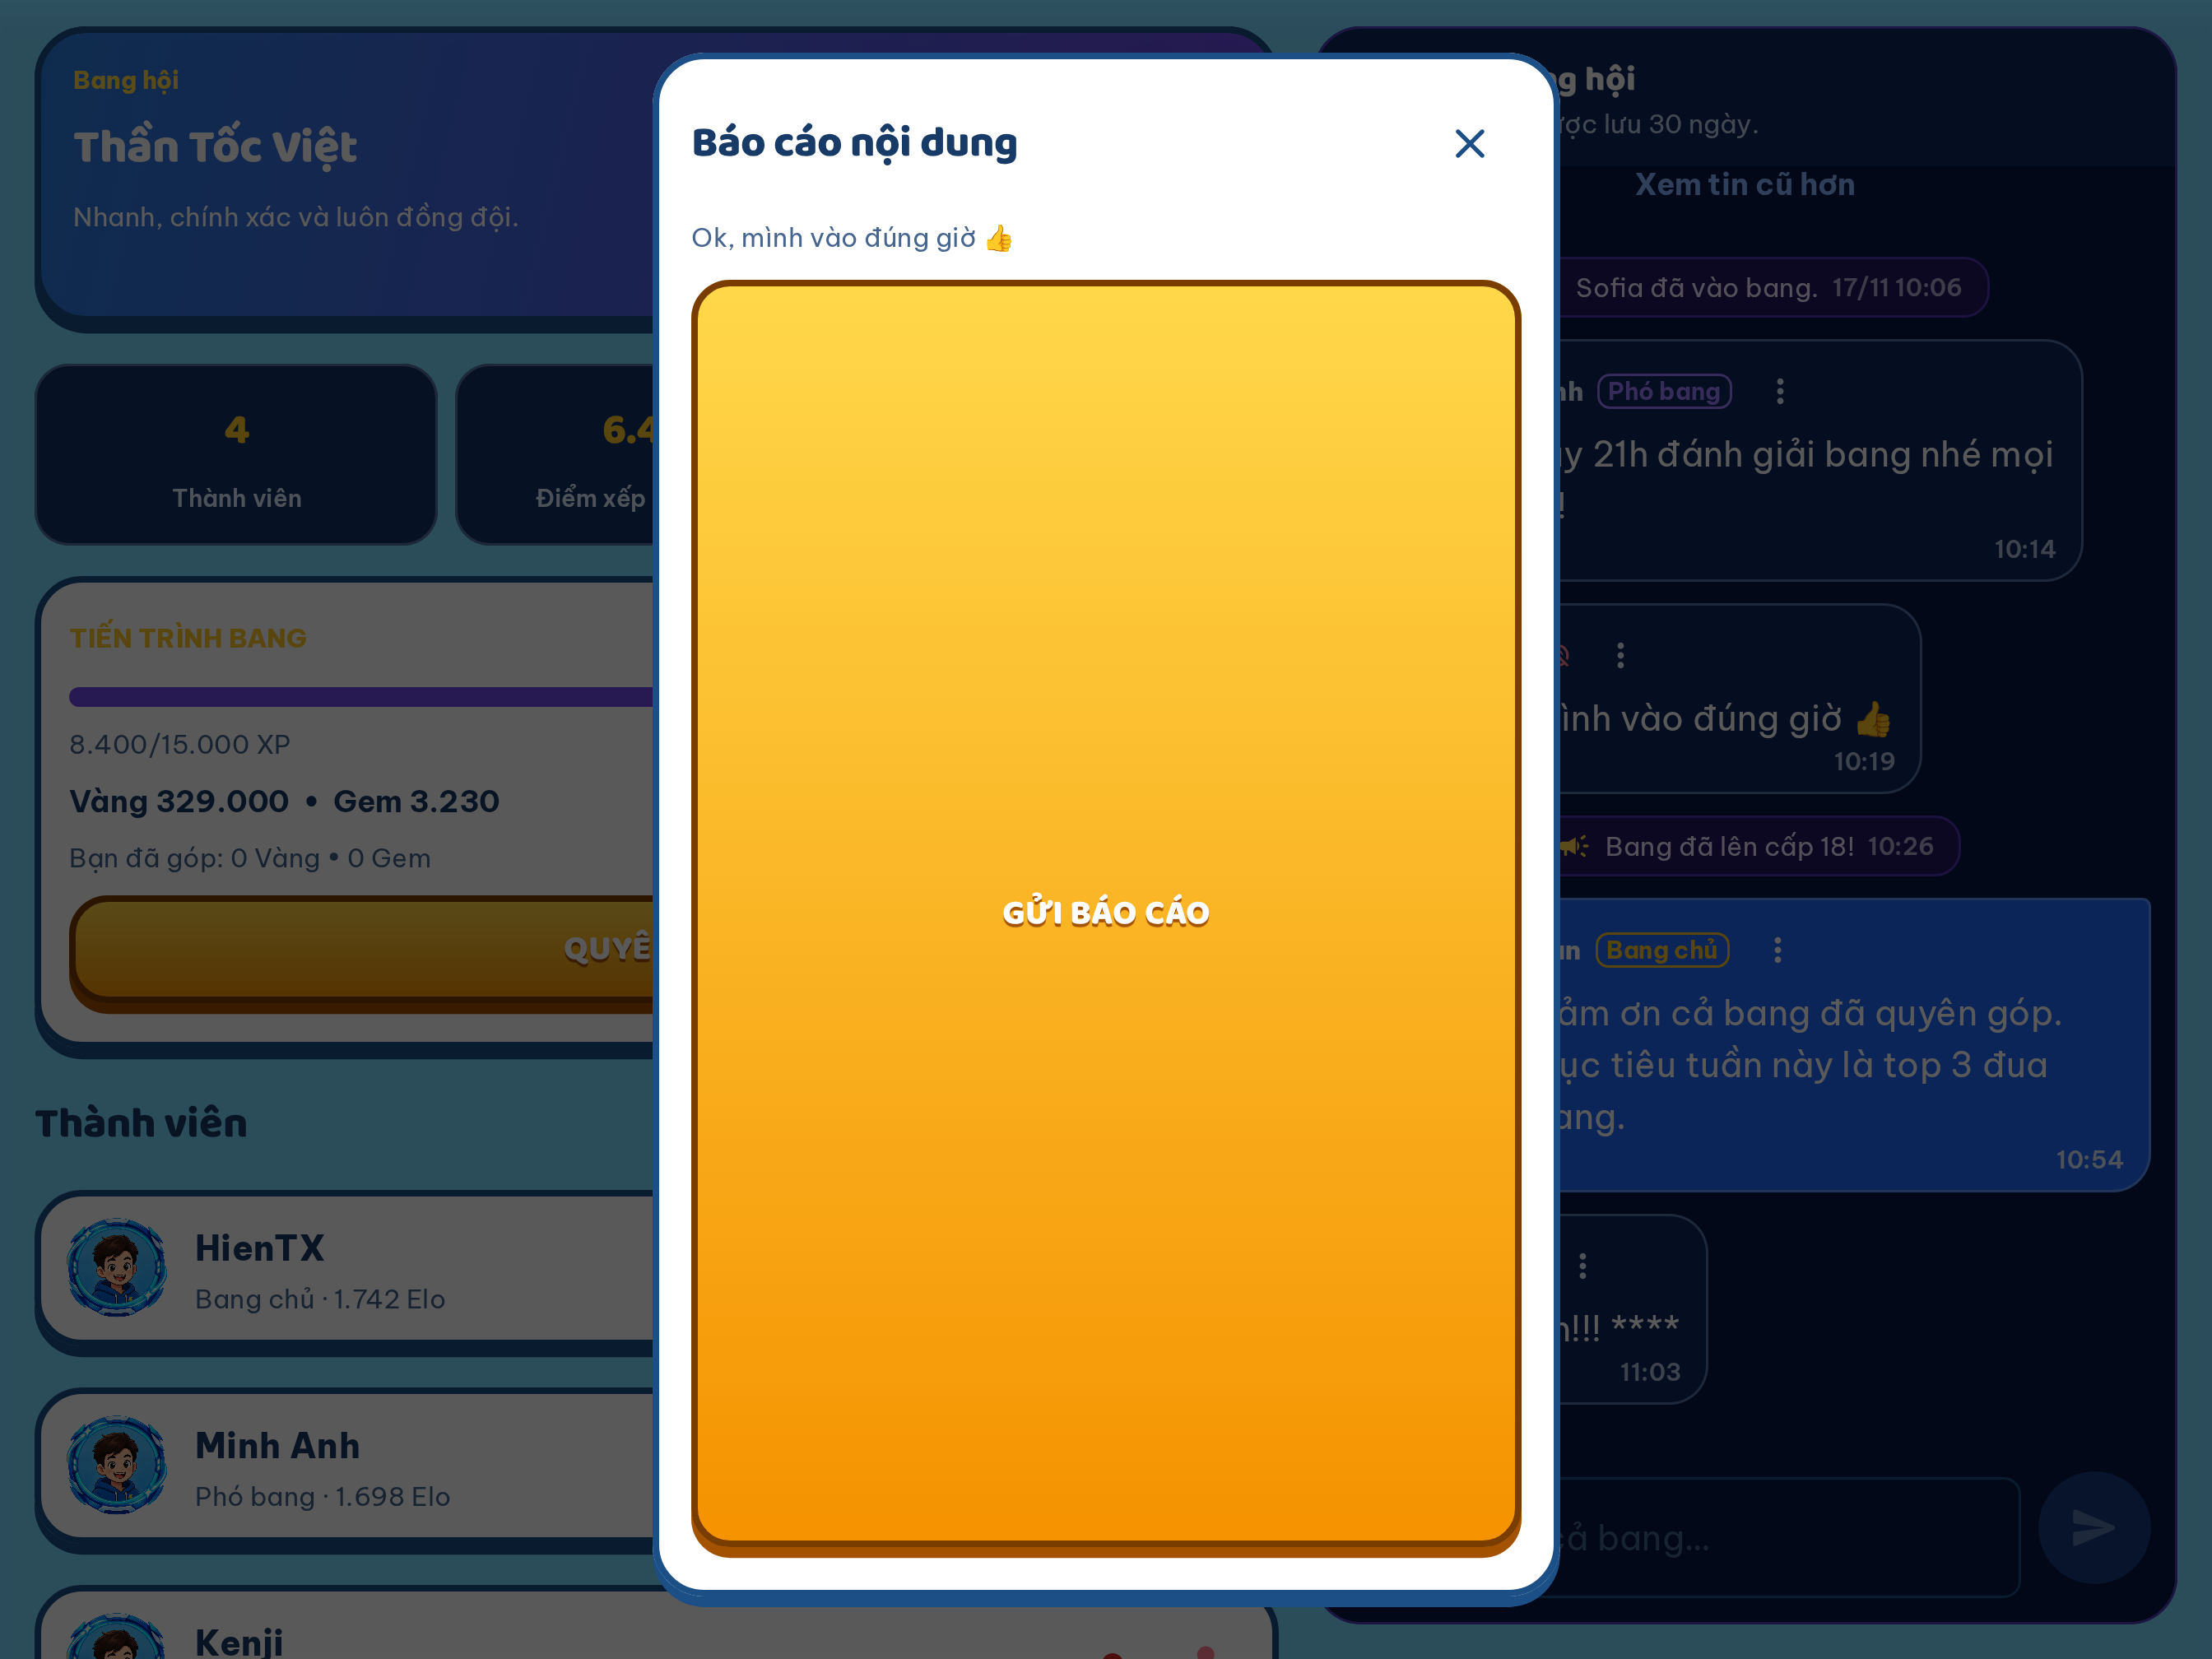 Bang hội
Thần Tốc Việt
Nhanh, chính xác và luôn đồng đội.
4
Thành viên
6.4
Điểm xếp
TIẾN TRÌNH BANG
8.400/15.000 XP
Vàng 329.000 • Gem 3.230
Bạn đã góp: 0 Vàng • 0 Gem
Thành viên
HienTX
Bang chủ · 1.742 Elo
Minh Anh
Phó bang · 1.698 Elo
Kenji
Báo cáo nội dung
Ok, mình vào đúng giờ 👍
GỬI BÁO CÁO
hội
lưu 30 ngày.
Xem tin cũ hơn
Sofia đã vào bang. 17/11 10:06
Phó bang
21h đánh giải bang nhé mọi
!
10:14
vào đúng giờ 👍
10:19
Bang đã lên cấp 18! 10:26
Bang chủ
ơn cả bang đã quyên góp.
tiêu tuần này là top 3 đua
10:54
!!! ****
11:03
bang...